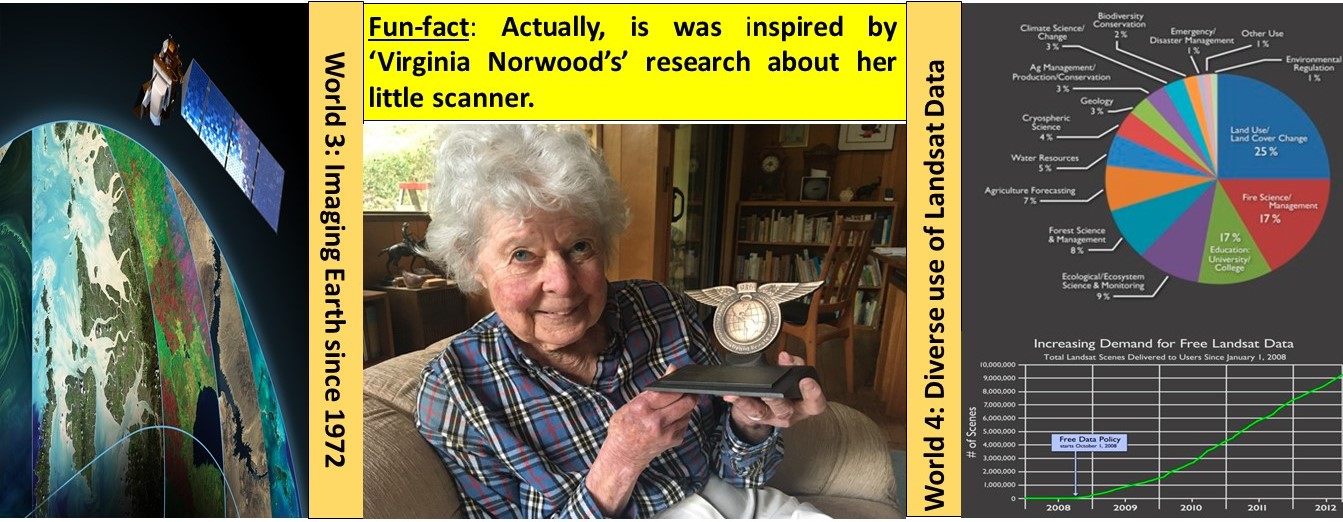 World 3: Imaging Earth since 1972
Fun-fact: Actually, is was inspired by
‘Virginia Norwood’s’ research about her
little scanner.
World 4: Diverse use of Landsat Data
Biodiversity
Conservation
2%
Climate Science/
Change
3%
Emergency/
Disaster Management
1%
Other Use
1%
Environmental
Regulation
1%
Ag Management/
Production/Conservation
3%
Geology
3%
Cryospheric
Science
4%
Water Resources
5%
Agriculture Forecasting
7%
Forest Science
& Management
8%
Ecological/Ecosystem
Science & Monitoring
9%
Land Use/
Land Cover Change
25%
Fire Science/
Management
17%
17%
Education:
University/
College
Increasing Demand for Free Landsat Data
Total Landsat Scenes Delivered to Users Since January 1, 2008
# of Scenes
10,000,000
9,000,000
8,000,000
7,000,000
6,000,000
5,000,000
4,000,000
3,000,000
2,000,000
1,000,000
0
Free Data Policy
starts October 1, 2008
2008 2009 2010 2011 2012